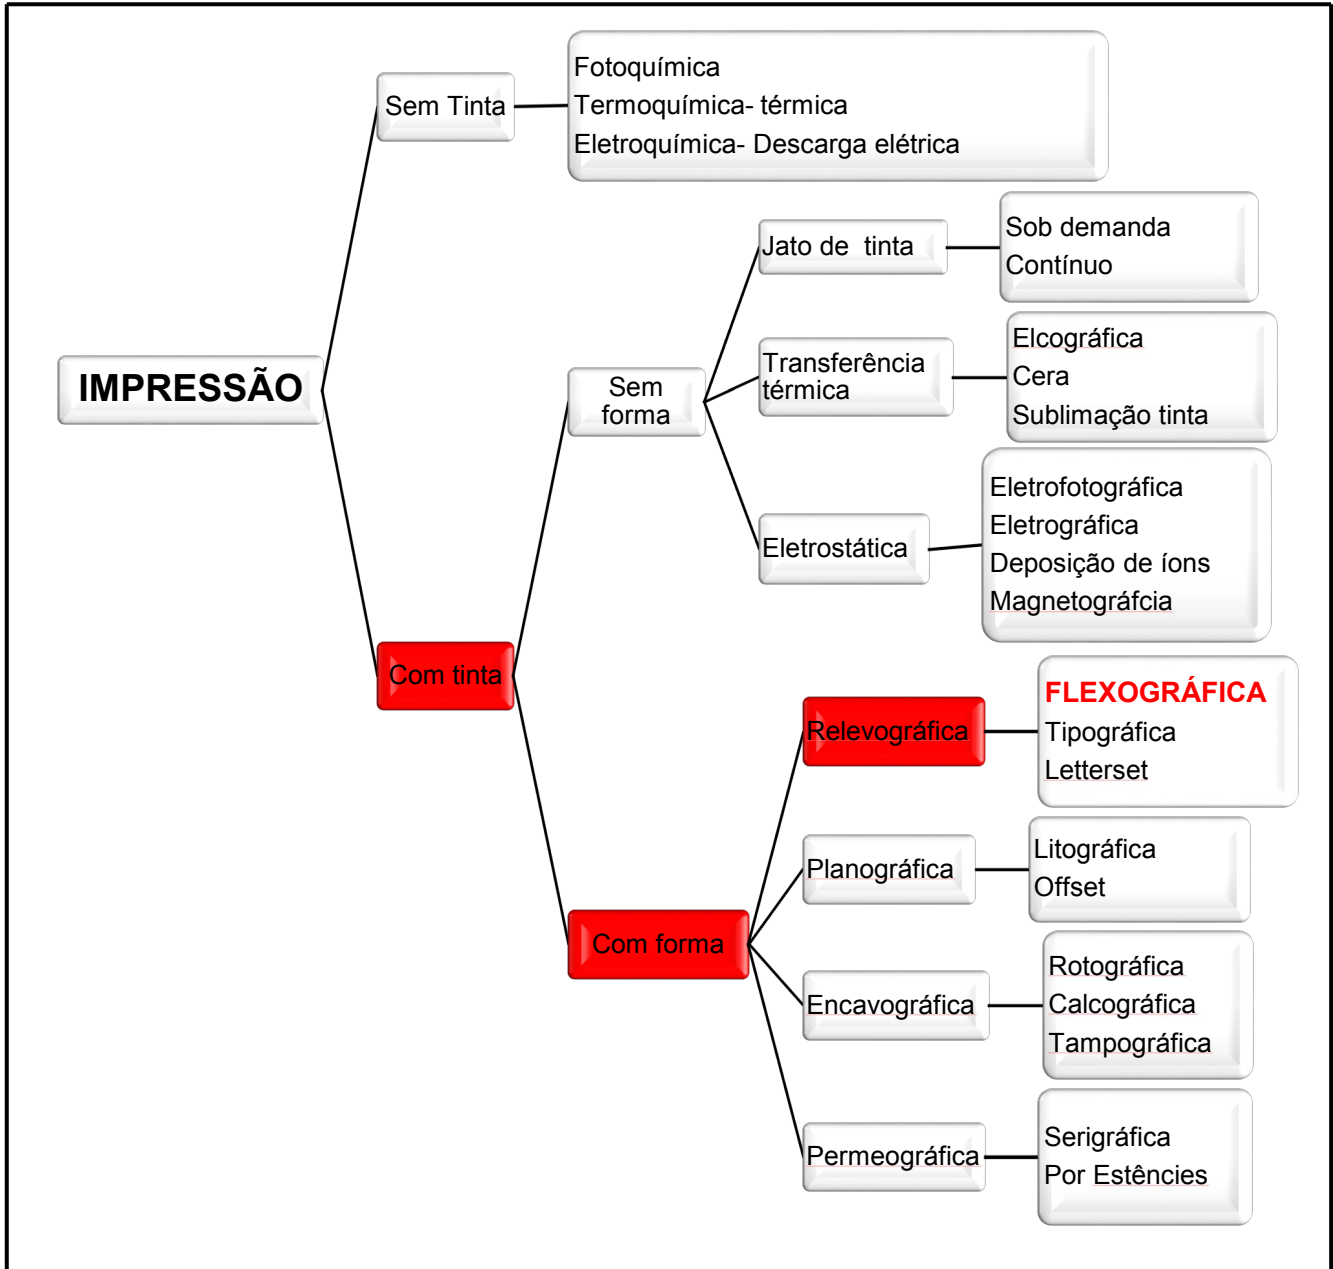 Sem Tinta
Fotoquímica
Termoquímica- térmica
Eletroquímica- Descarga elétrica
IMPRESSÃO
Com tinta
Sem
forma
Jato de tinta
Sob demanda
Contínuo
Transferência
térmica
Elcográfica
Cera
Sublimação tinta
Eletrostática
Eletrofotográfica
Eletrográfica
Deposição de íons
Magnetográfcia
Com forma
Relevográfica
FLEXOGRÁFICA
Tipográfica
Letterset
Planográfica
Litográfica
Offset
Encavográfica
Rotográfica
Calcográfica
Tampográfica
Permeográfica
Serigráfica
Por Estêncies